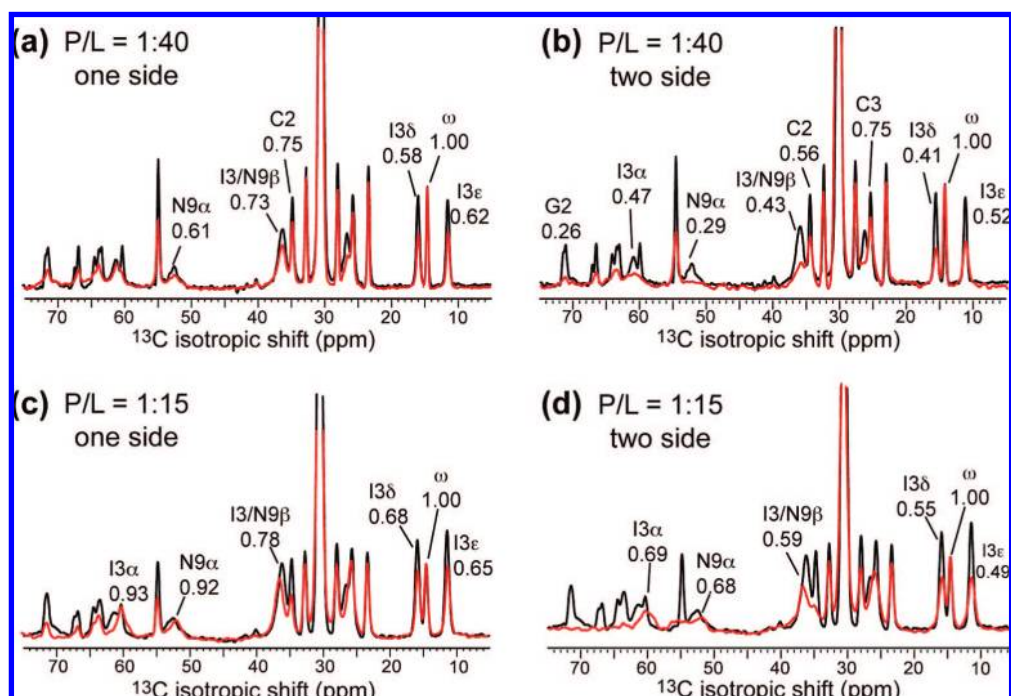 (a) P/L = 1:40
one side
C2
0.75
I3/N9β
0.73
N9α
0.61
I3δ
0.58
ω
1.00
I3ε
0.62
70 60 50 40 30 20 10
13C isotropic shift (ppm)
(b) P/L = 1:40
two side
C2
0.56
C3
0.75
I3δ
0.41
ω
1.00
I3ε
0.52
I3/N9β
0.43
I3α
0.47
N9α
0.29
G2
0.26
70 60 50 40 30 20 10
13C isotropic shift (ppm)
(c) P/L = 1:15
one side
I3/N9β
0.78
I3δ
0.68
ω
1.00
I3ε
0.65
I3α
0.93
N9α
0.92
70 60 50 40 30 20 10
13C isotropic shift (ppm)
(d) P/L = 1:15
two side
I3/N9β
0.59
I3δ
0.55
ω
1.00
I3ε
0.49
I3α
0.69
N9α
0.68
70 60 50 40 30 20 10
13C isotropic shift (ppm)